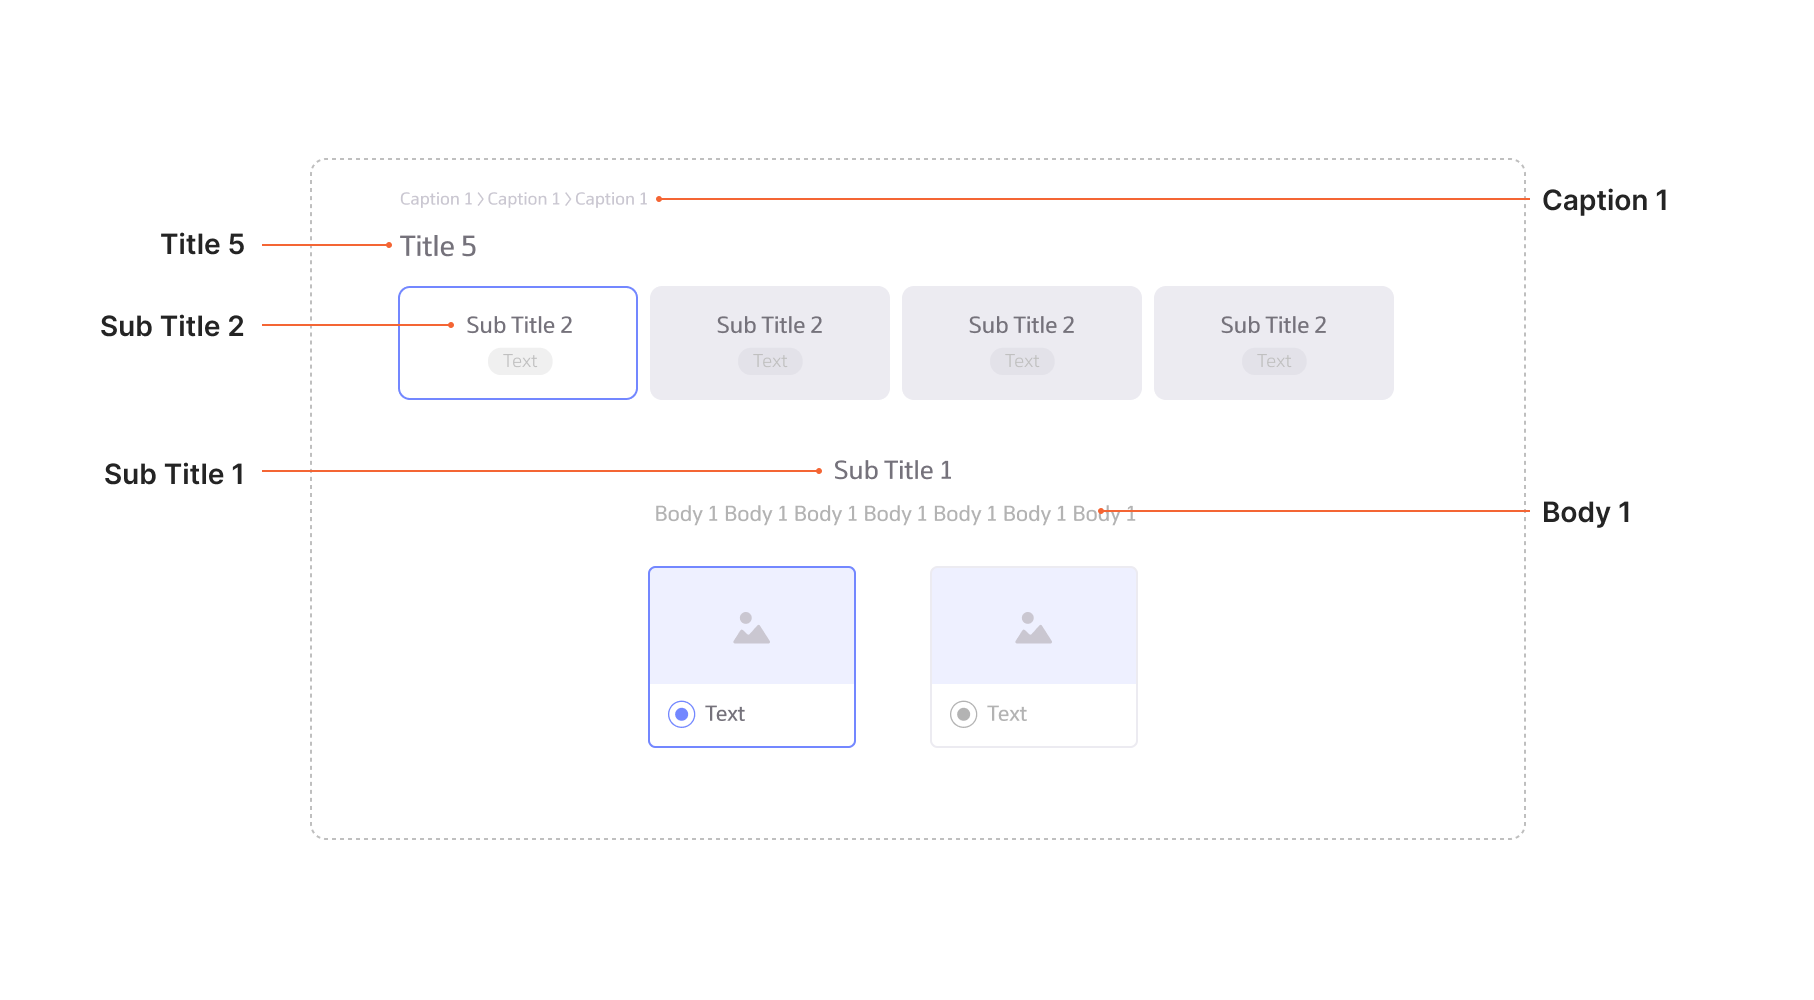 Caption 1 Caption 1 Caption 1
Caption 1
Title 5
Title 5
Sub Title 2
Sub Title 2
Sub Title 2
Sub Title 2
Sub Title 2
Text
Text
Text
Text
Sub Title 1
Sub Title 1
Body 1 Body 1 Body 1 Body 1 Body 1 Body 1 Body 1
Body 1
Text
Text